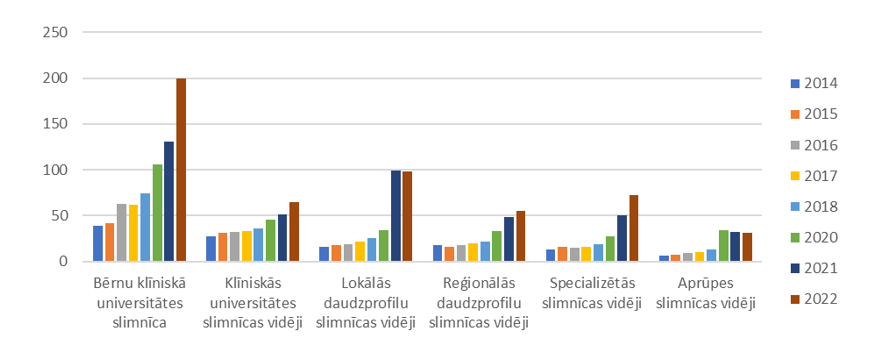 250
200
150
100
50
0
Bērnu klīniskā
universitātes
slimnīca
Klīniskās
universitātes
slimnīcas vidēji
Lokālās
daudzprofilu
slimnīcas vidēji
Reģionālās
daudzprofilu
slimnīcas vidēji
Specializētās
slimnīcas vidēji
Aprūpes
slimnīcas vidēji
2014
2015
2016
2017
2018
2020
2021
2022